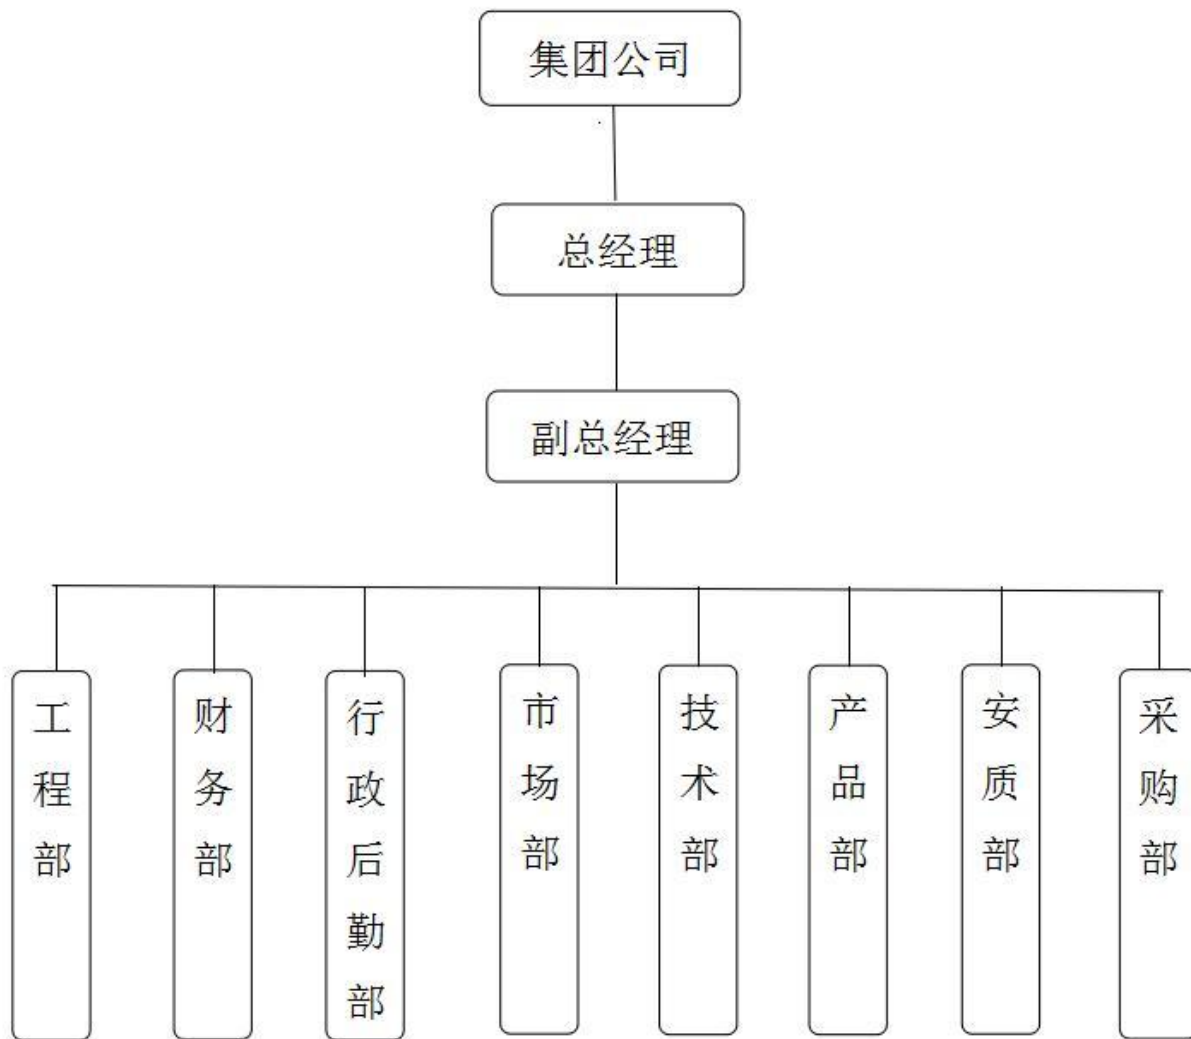 集团公司
总经理
副总经理
工程部
财务部
行政后勤部
市场部
技术部
产品部
安质部
采购部